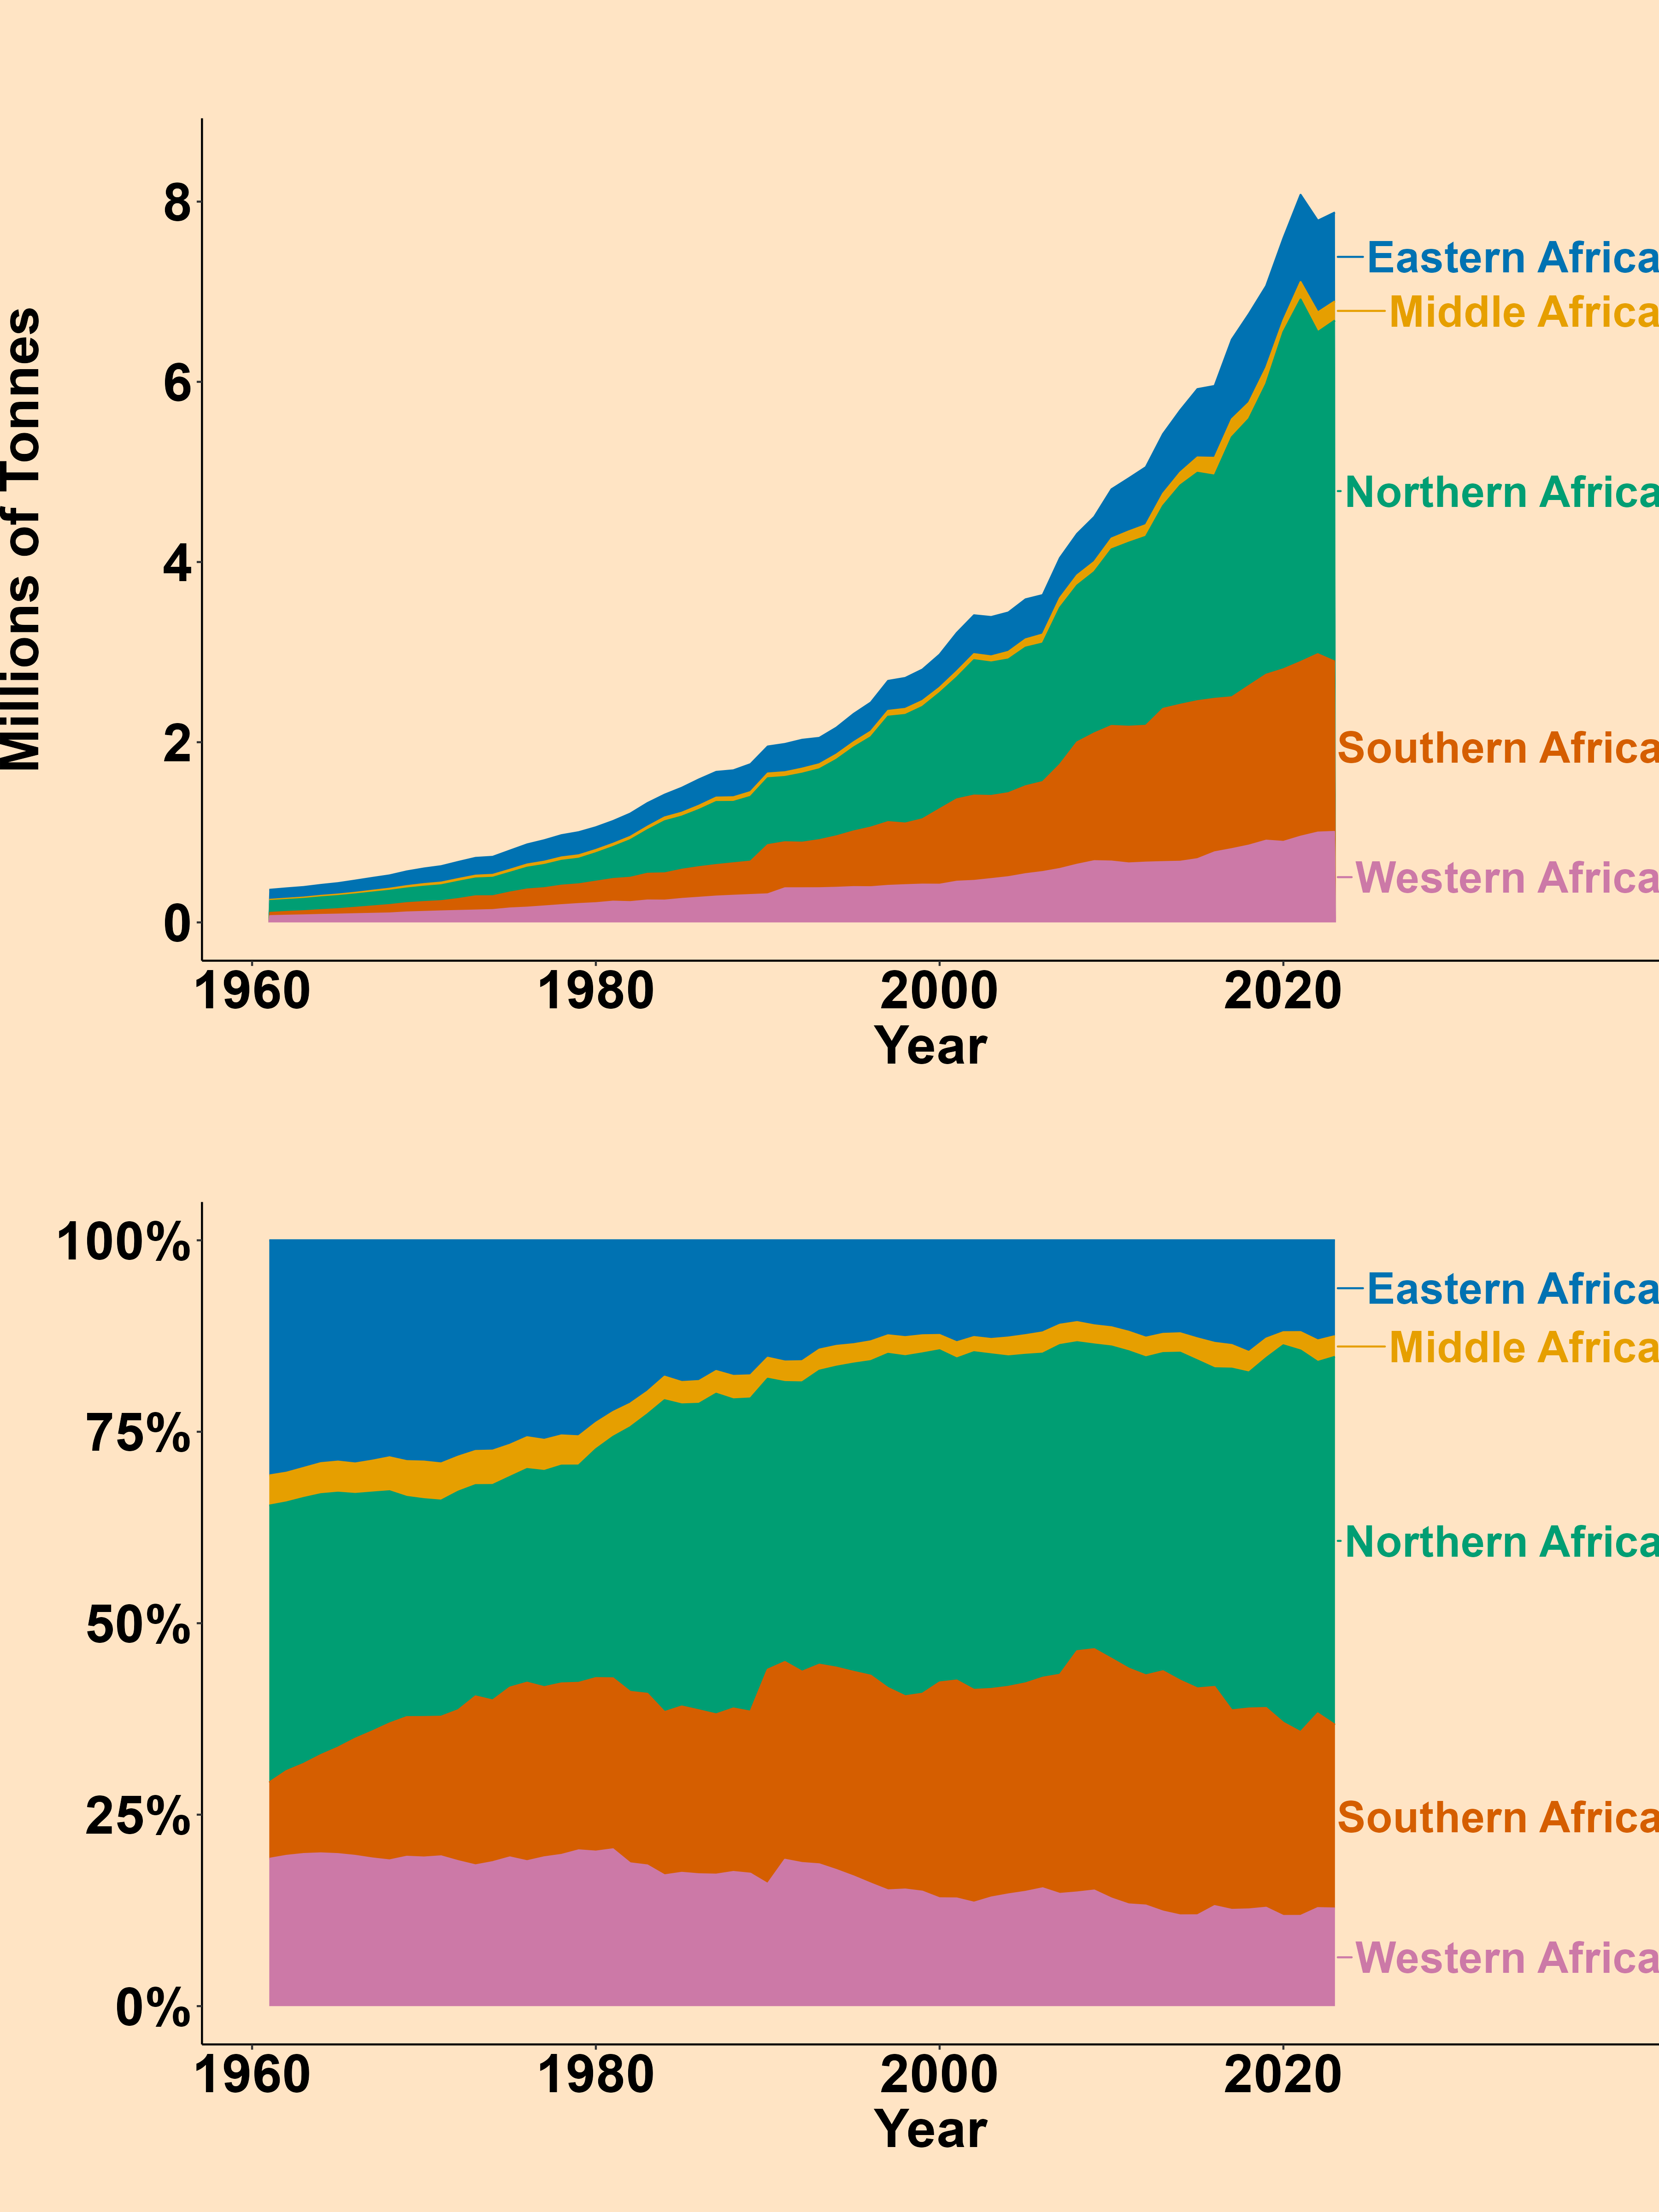 Millions of Tonnes
8
6
4
2
0
Eastern Africa
Middle Africa
Northern Africa
Southern Africa
Western Africa
1960 1980 2000 2020
Year
100%
75%
50%
25%
0%
Eastern Africa
Middle Africa
Northern Africa
Southern Africa
Western Africa
1960 1980 2000 2020
Year